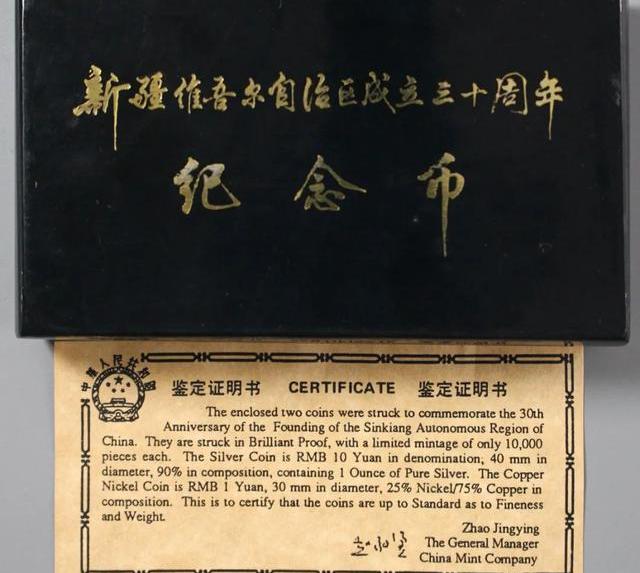 新疆维吾尔自治区成立三十周年
纪念币
中华人民共和国
鉴定证明书 CERTIFICATE 鉴定证明书
The enclosed two coins were struck to commemorate the 30th
Anniversary of the Founding of the Sinkiang Autonomous Region of
China. They are struck in Brilliant Proof, with a limited mintage of only 10,000
pieces each. The Silver Coin is RMB 10 Yuan in denomination, 40 mm in
diameter, 90% in composition, containing 1 Ounce of Pure Silver. The Copper
Nickel Coin is RMB 1 Yuan, 30 mm in diameter, 25% Nickel/75% Copper in
composition. This is to certify that the coins are up to Standard as to Fineness
and Weight.
Zhao Jingying
The General Manager
China Mint Company